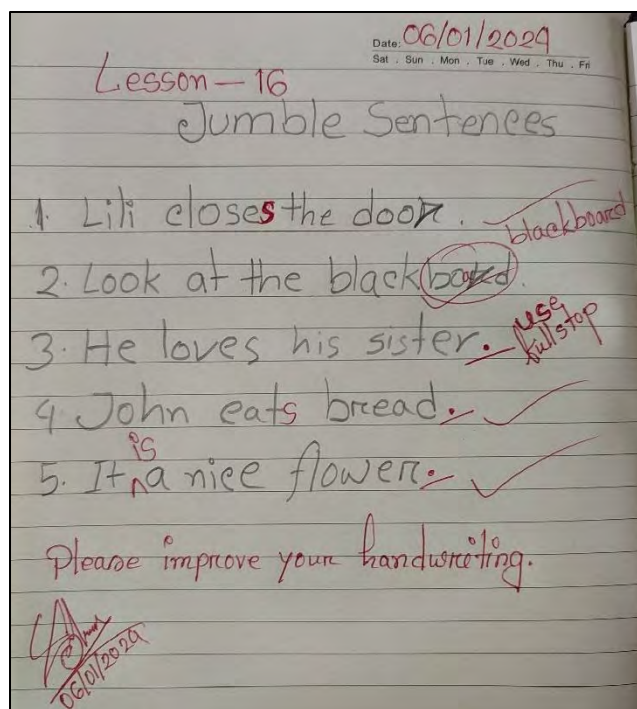 Date: 06/01/2024
Sat . Sun . Mon . Tue . Wed . Thu . Fri
Lesson - 16
Jumble Sentences
1. Lili closes the door.
blackboard
2. Look at the blackboard.
3. He loves his sister. use fullstop
4 John eats bread.
is
5. It ^ a nice flower.
Please improve your handwriting.
06/01/2024